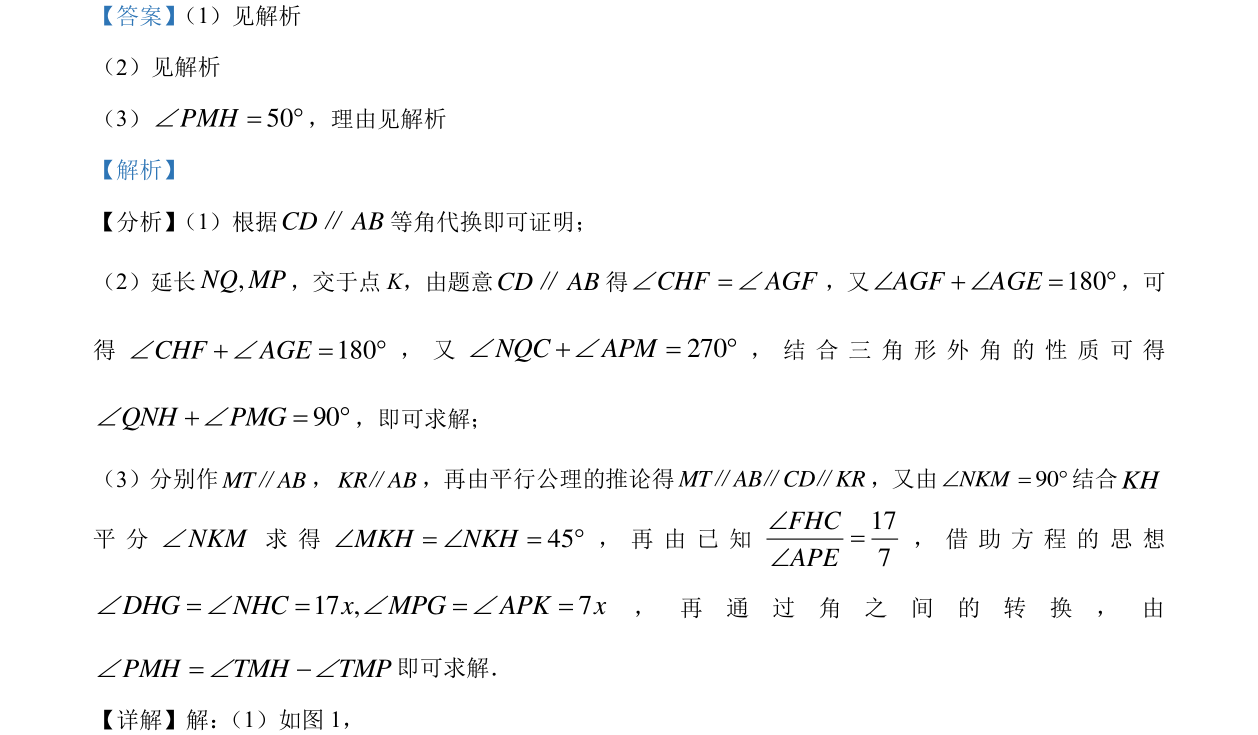 【答案】（1）见解析
（2）见解析
（3）∠PMH = 50°，理由见解析
【解析】
【分析】（1）根据 CD∥AB 等角代换即可证明；
（2）延长 NQ, MP，交于点 K，由题意 CD∥AB 得∠CHF = ∠AGF，又∠AGF + ∠AGE = 180°，可
得 ∠CHF + ∠AGE = 180°，又 ∠NQC + ∠APM = 270°，结合三角形外角的性质可得
∠QNH + ∠PMG = 90°，即可求解；
（3）分别作 MT∥AB，KR∥AB，再由平行公理的推论得 MT∥AB∥CD∥KR，又由 ∠NKM = 90° 结合 KH
平分 ∠NKM 求得 ∠MKH = ∠NKH = 45°，再由已知 ∠FHC/∠APE = 17/7，借助方程的思想
∠DHG = ∠NHC = 17x, ∠MPG = ∠APK = 7x，再通过角之间的转换，由
∠PMH = ∠TMH − ∠TMP 即可求解．
【详解】解：（1）如图 1，